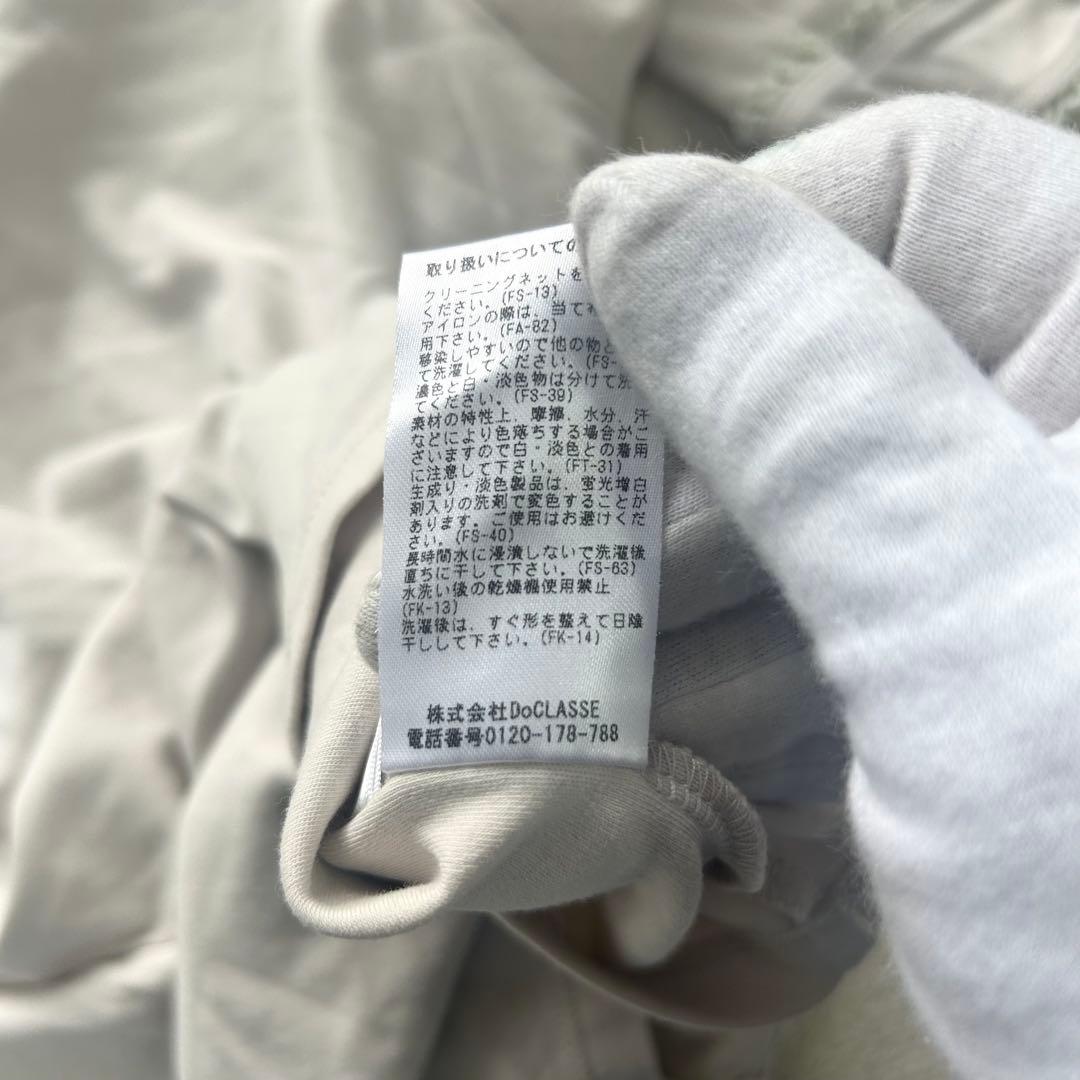 取り扱いについての
クリーニングネットを
ください。(FS-13)
アイロンの際は、当て
用下さい。(FA-82)
移染しやすいので他の物と
て洗濯してください。(FS-
濃色と白・淡色物は分けて洗
てください。(FS-39)
素材の特性上、摩擦、水分、汗
などにより色落ちする場合がご
ざいますので白・淡色との着用
に注意して下さい。(FT-31)
生成り・淡色製品は、蛍光増白
剤入りの洗剤で変色することが
あります。ご使用はお避けくだ
さい。(FS-40)
長時間水に浸漬しないで洗濯後
直ちに干して下さい。(FS-63)
水洗い後の乾燥機使用禁止
(FK-13)
洗濯後は、すぐ形を整えて日陰
干しして下さい。(FK-14)
株式会社DoCLASSE
電話番号0120-178-788